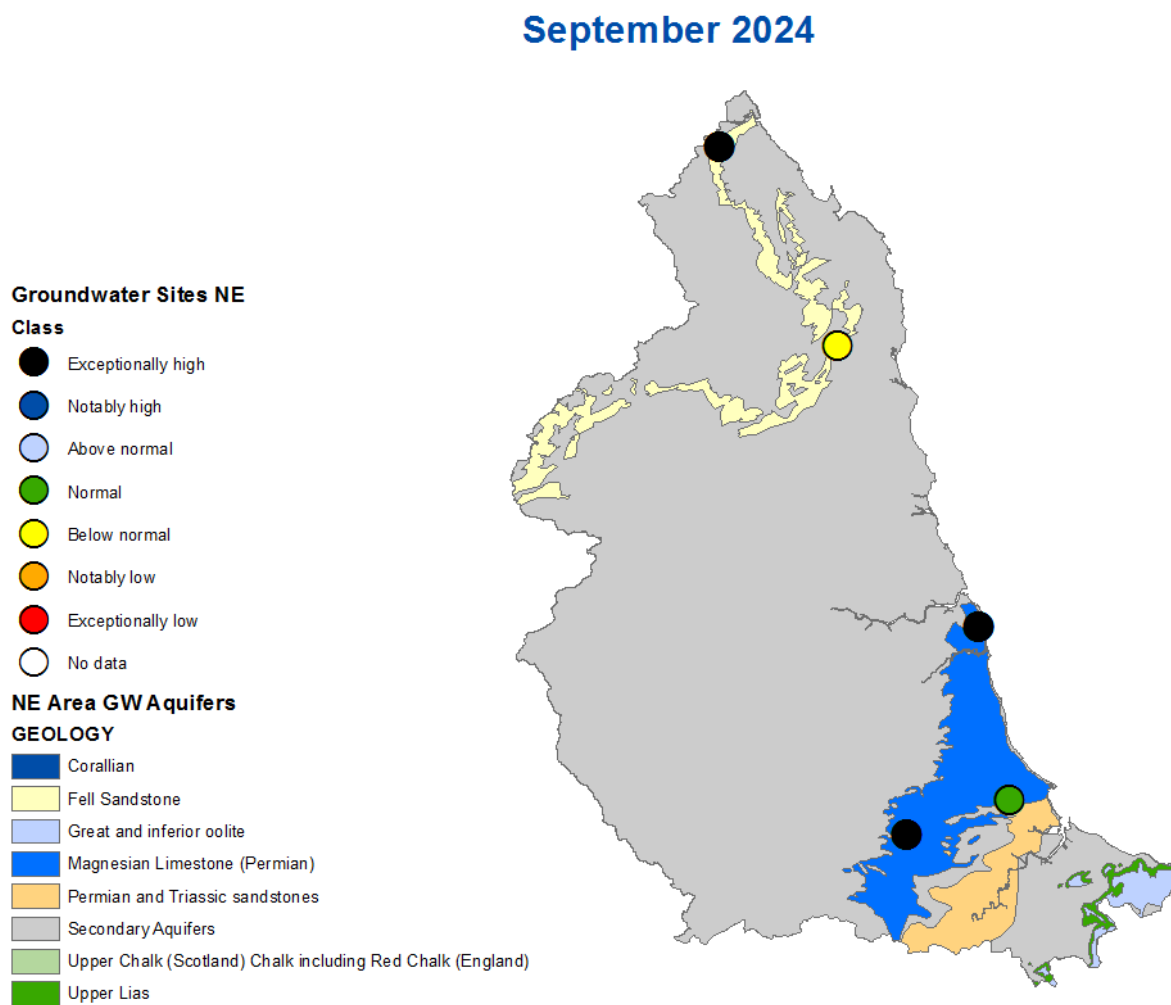 September 2024
Groundwater Sites NE
Class
Exceptionally high
Notably high
Above normal
Normal
Below normal
Notably low
Exceptionally low
No data
NE Area GW Aquifers
GEOLOGY
Corallian
Fell Sandstone
Great and inferior oolite
Magnesian Limestone (Permian)
Permian and Triassic sandstones
Secondary Aquifers
Upper Chalk (Scotland) Chalk including Red Chalk (England)
Upper Lias